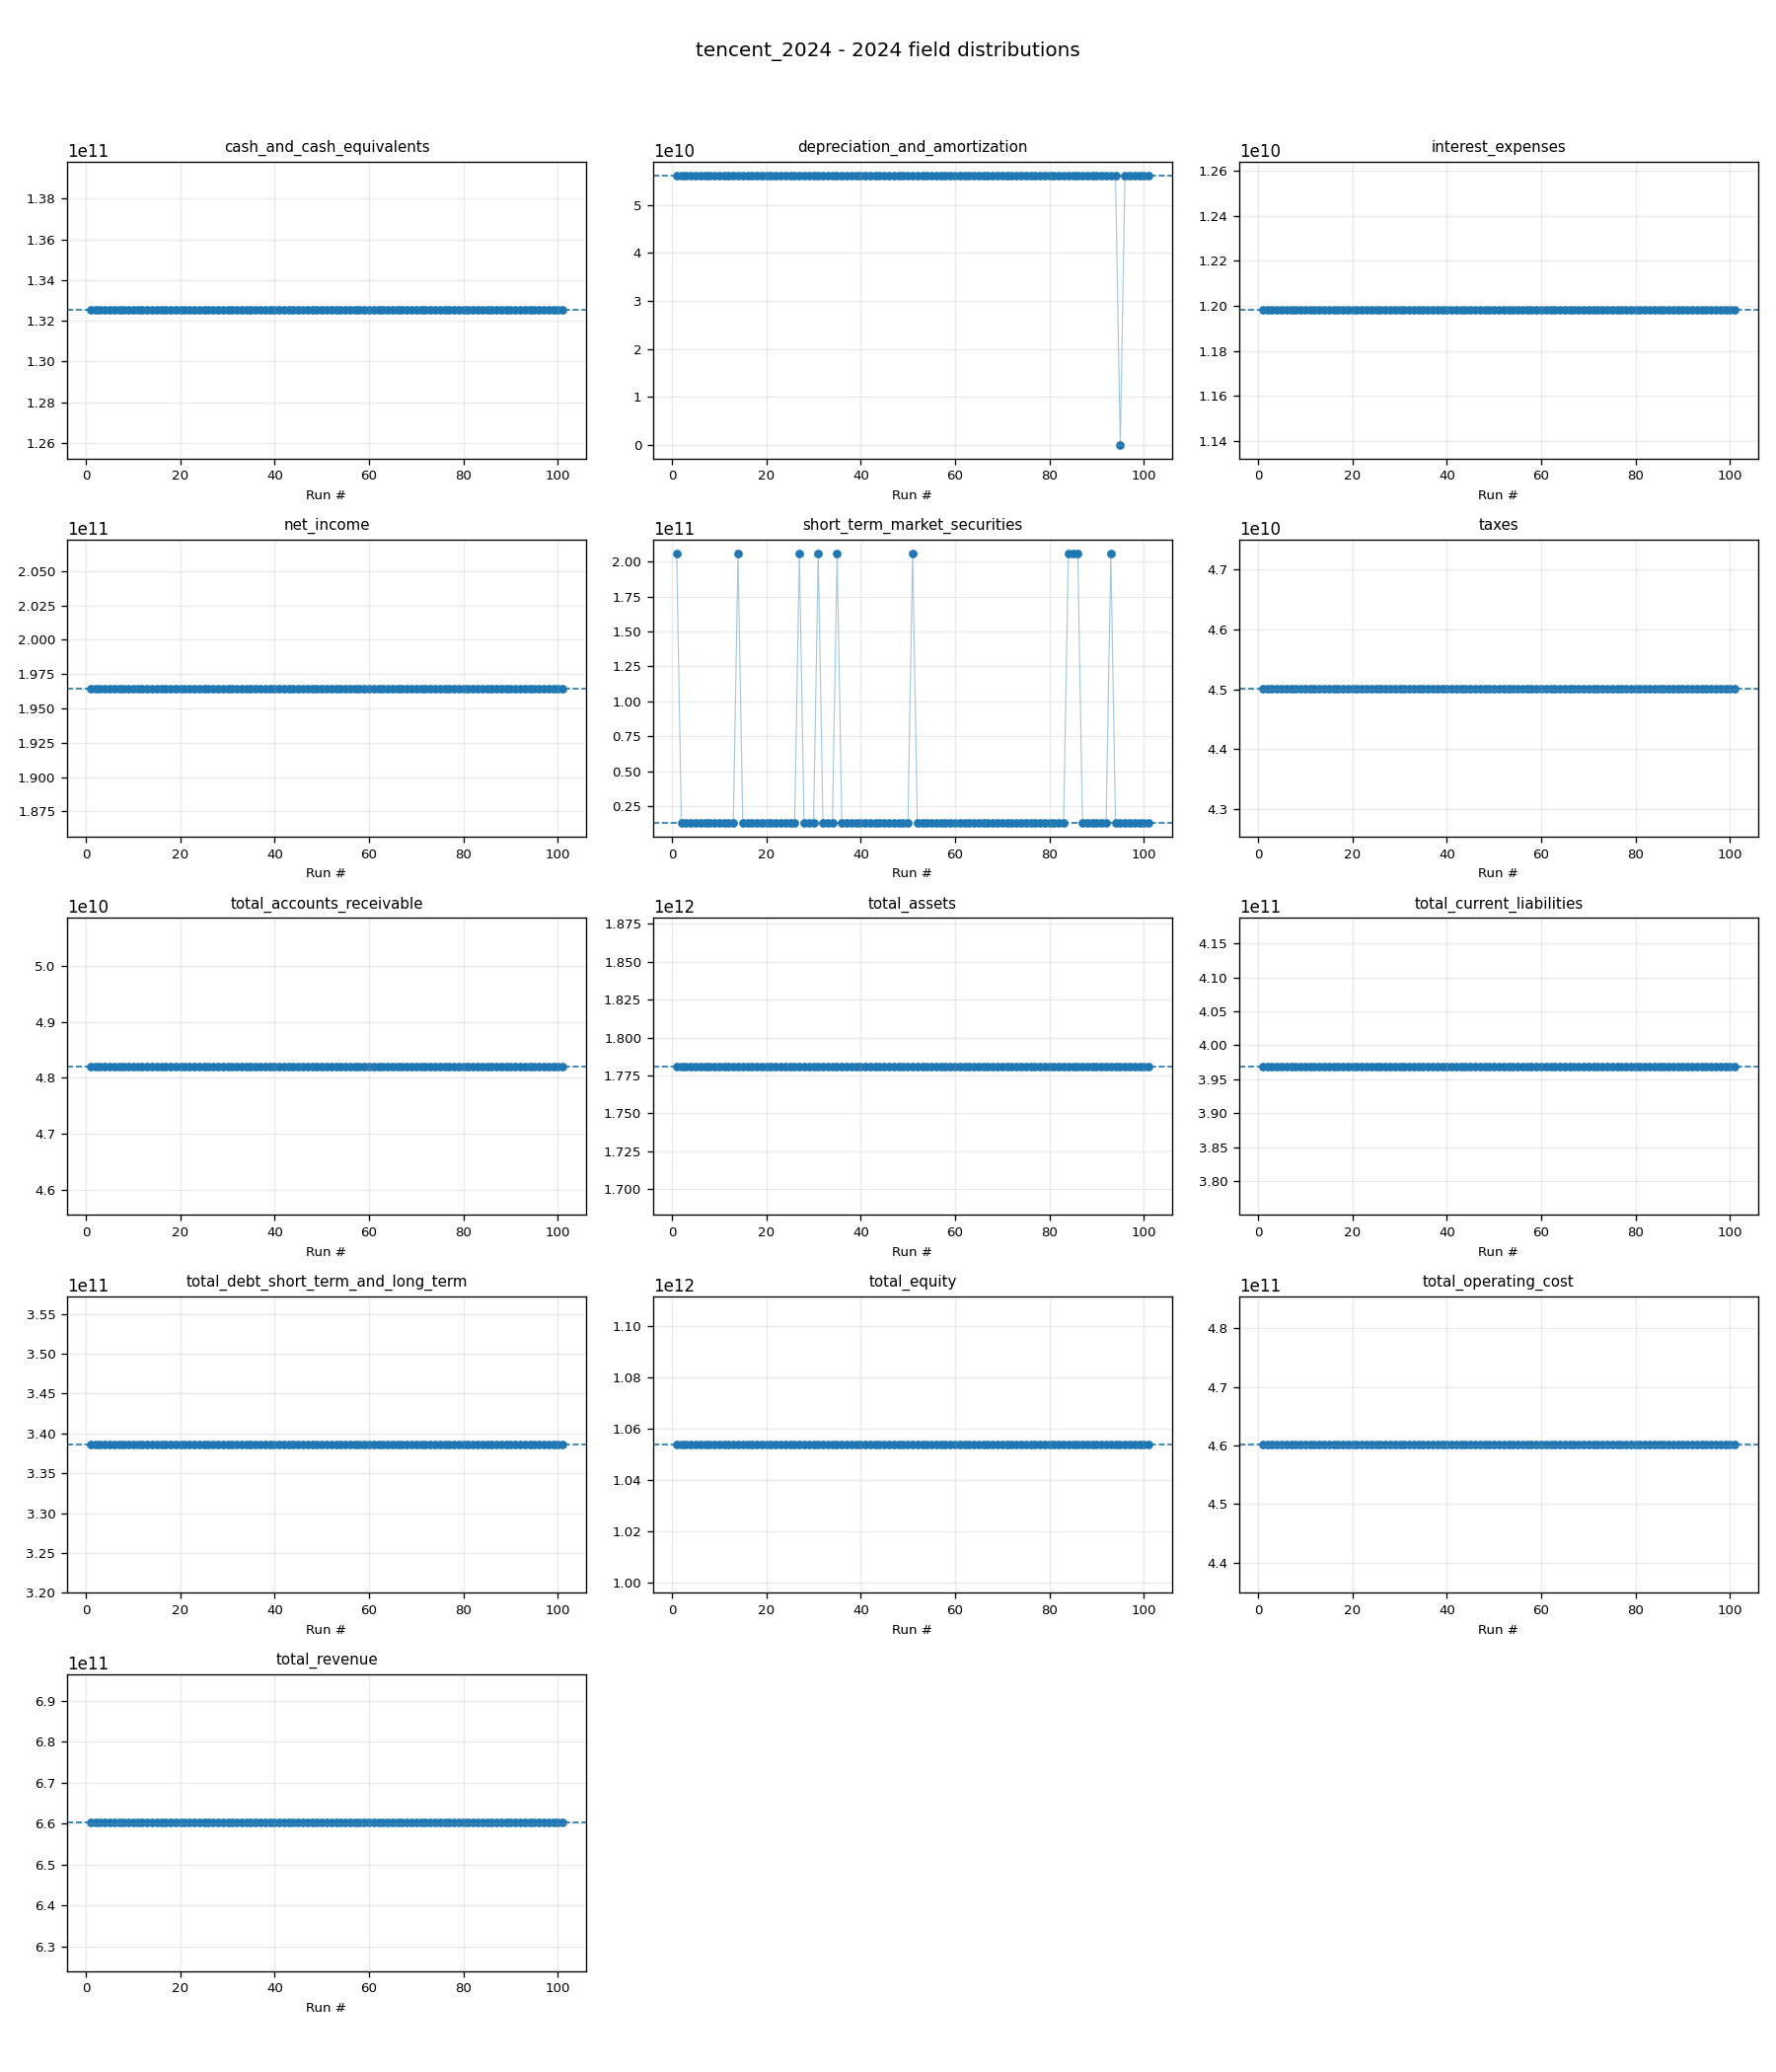 tencent_2024 - 2024 field distributions
cash_and_cash_equivalents
1e11
1.38
1.36
1.34
1.32
1.30
1.28
1.26
0 20 40 60 80 100
Run #
depreciation_and_amortization
1e10
5
4
3
2
1
0
0 20 40 60 80 100
Run #
interest_expenses
1e10
1.26
1.24
1.22
1.20
1.18
1.16
1.14
0 20 40 60 80 100
Run #
net_income
1e11
2.050
2.025
2.000
1.975
1.950
1.925
1.900
1.875
0 20 40 60 80 100
Run #
short_term_market_securities
1e11
2.00
1.75
1.50
1.25
1.00
0.75
0.50
0.25
0 20 40 60 80 100
Run #
taxes
1e10
4.7
4.6
4.5
4.4
4.3
0 20 40 60 80 100
Run #
total_accounts_receivable
1e10
5.0
4.9
4.8
4.7
4.6
0 20 40 60 80 100
Run #
total_assets
1e12
1.875
1.850
1.825
1.800
1.775
1.750
1.725
1.700
0 20 40 60 80 100
Run #
total_current_liabilities
1e11
4.15
4.10
4.05
4.00
3.95
3.90
3.85
3.80
0 20 40 60 80 100
Run #
total_debt_short_term_and_long_term
1e11
3.55
3.50
3.45
3.40
3.35
3.30
3.25
3.20
0 20 40 60 80 100
Run #
total_equity
1e12
1.10
1.08
1.06
1.04
1.02
1.00
0 20 40 60 80 100
Run #
total_operating_cost
1e11
4.8
4.7
4.6
4.5
4.4
0 20 40 60 80 100
Run #
total_revenue
1e11
6.9
6.8
6.7
6.6
6.5
6.4
6.3
0 20 40 60 80 100
Run #